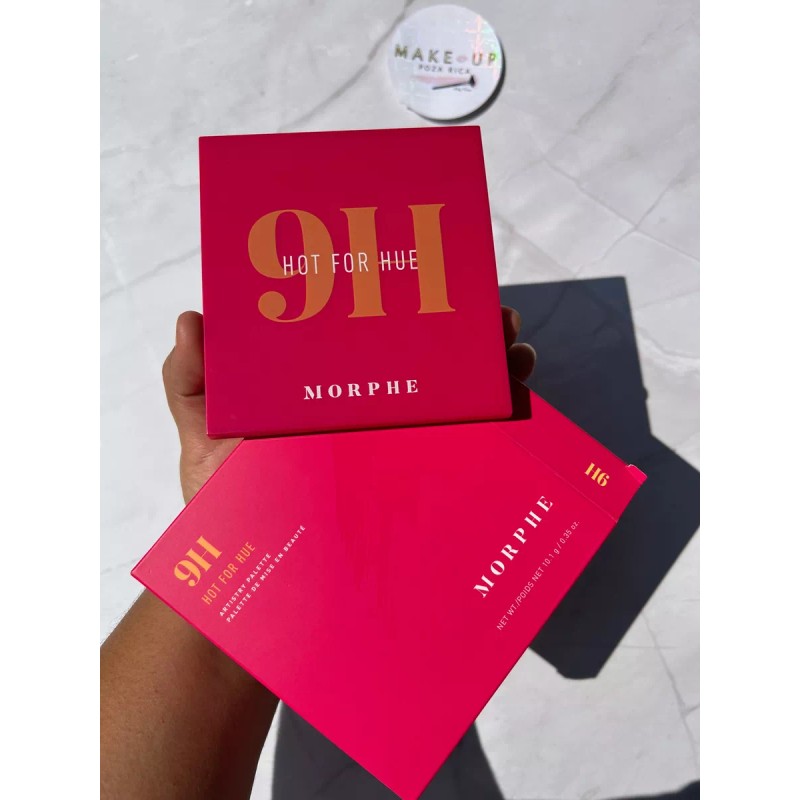 MAKE UP
POZA RICA
9H
HOT FOR HUE
MORPHE
9H
HOT FOR HUE
ARTISTRY PALETTE
PALETTE DE MISE EN BEAUTÉ
MORPHE
NET WT./POIDS NET 10.1 g / 0.35 oz.
9H